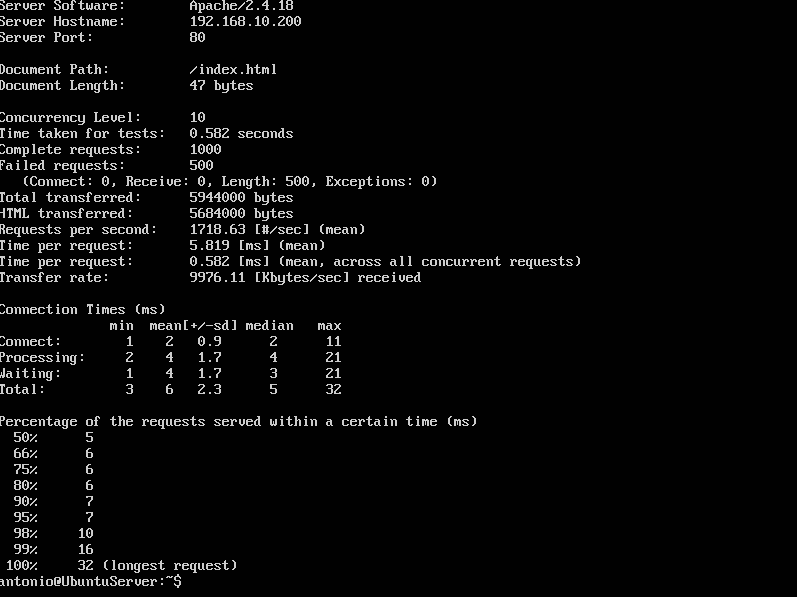 Server Software:        Apache/2.4.18
Server Hostname:        192.168.10.200
Server Port:            80

Document Path:          /index.html
Document Length:        47 bytes

Concurrency Level:      10
Time taken for tests:   0.582 seconds
Complete requests:      1000
Failed requests:        500
   (Connect: 0, Receive: 0, Length: 500, Exceptions: 0)
Total transferred:      5944000 bytes
HTML transferred:       5684000 bytes
Requests per second:    1718.63 [#/sec] (mean)
Time per request:       5.819 [ms] (mean)
Time per request:       0.582 [ms] (mean, across all concurrent requests)
Transfer rate:          9976.11 [Kbytes/sec] received

Connection Times (ms)
              min  mean[+/-sd] median   max
Connect:        1    2   0.9      2      11
Processing:     2    4   1.7      4      21
Waiting:        1    4   1.7      3      21
Total:          3    6   2.3      5      32

Percentage of the requests served within a certain time (ms)
  50%      5
  66%      6
  75%      6
  80%      6
  90%      7
  95%      7
  98%     10
  99%     16
 100%     32 (longest request)
antonio@UbuntuServer:~$